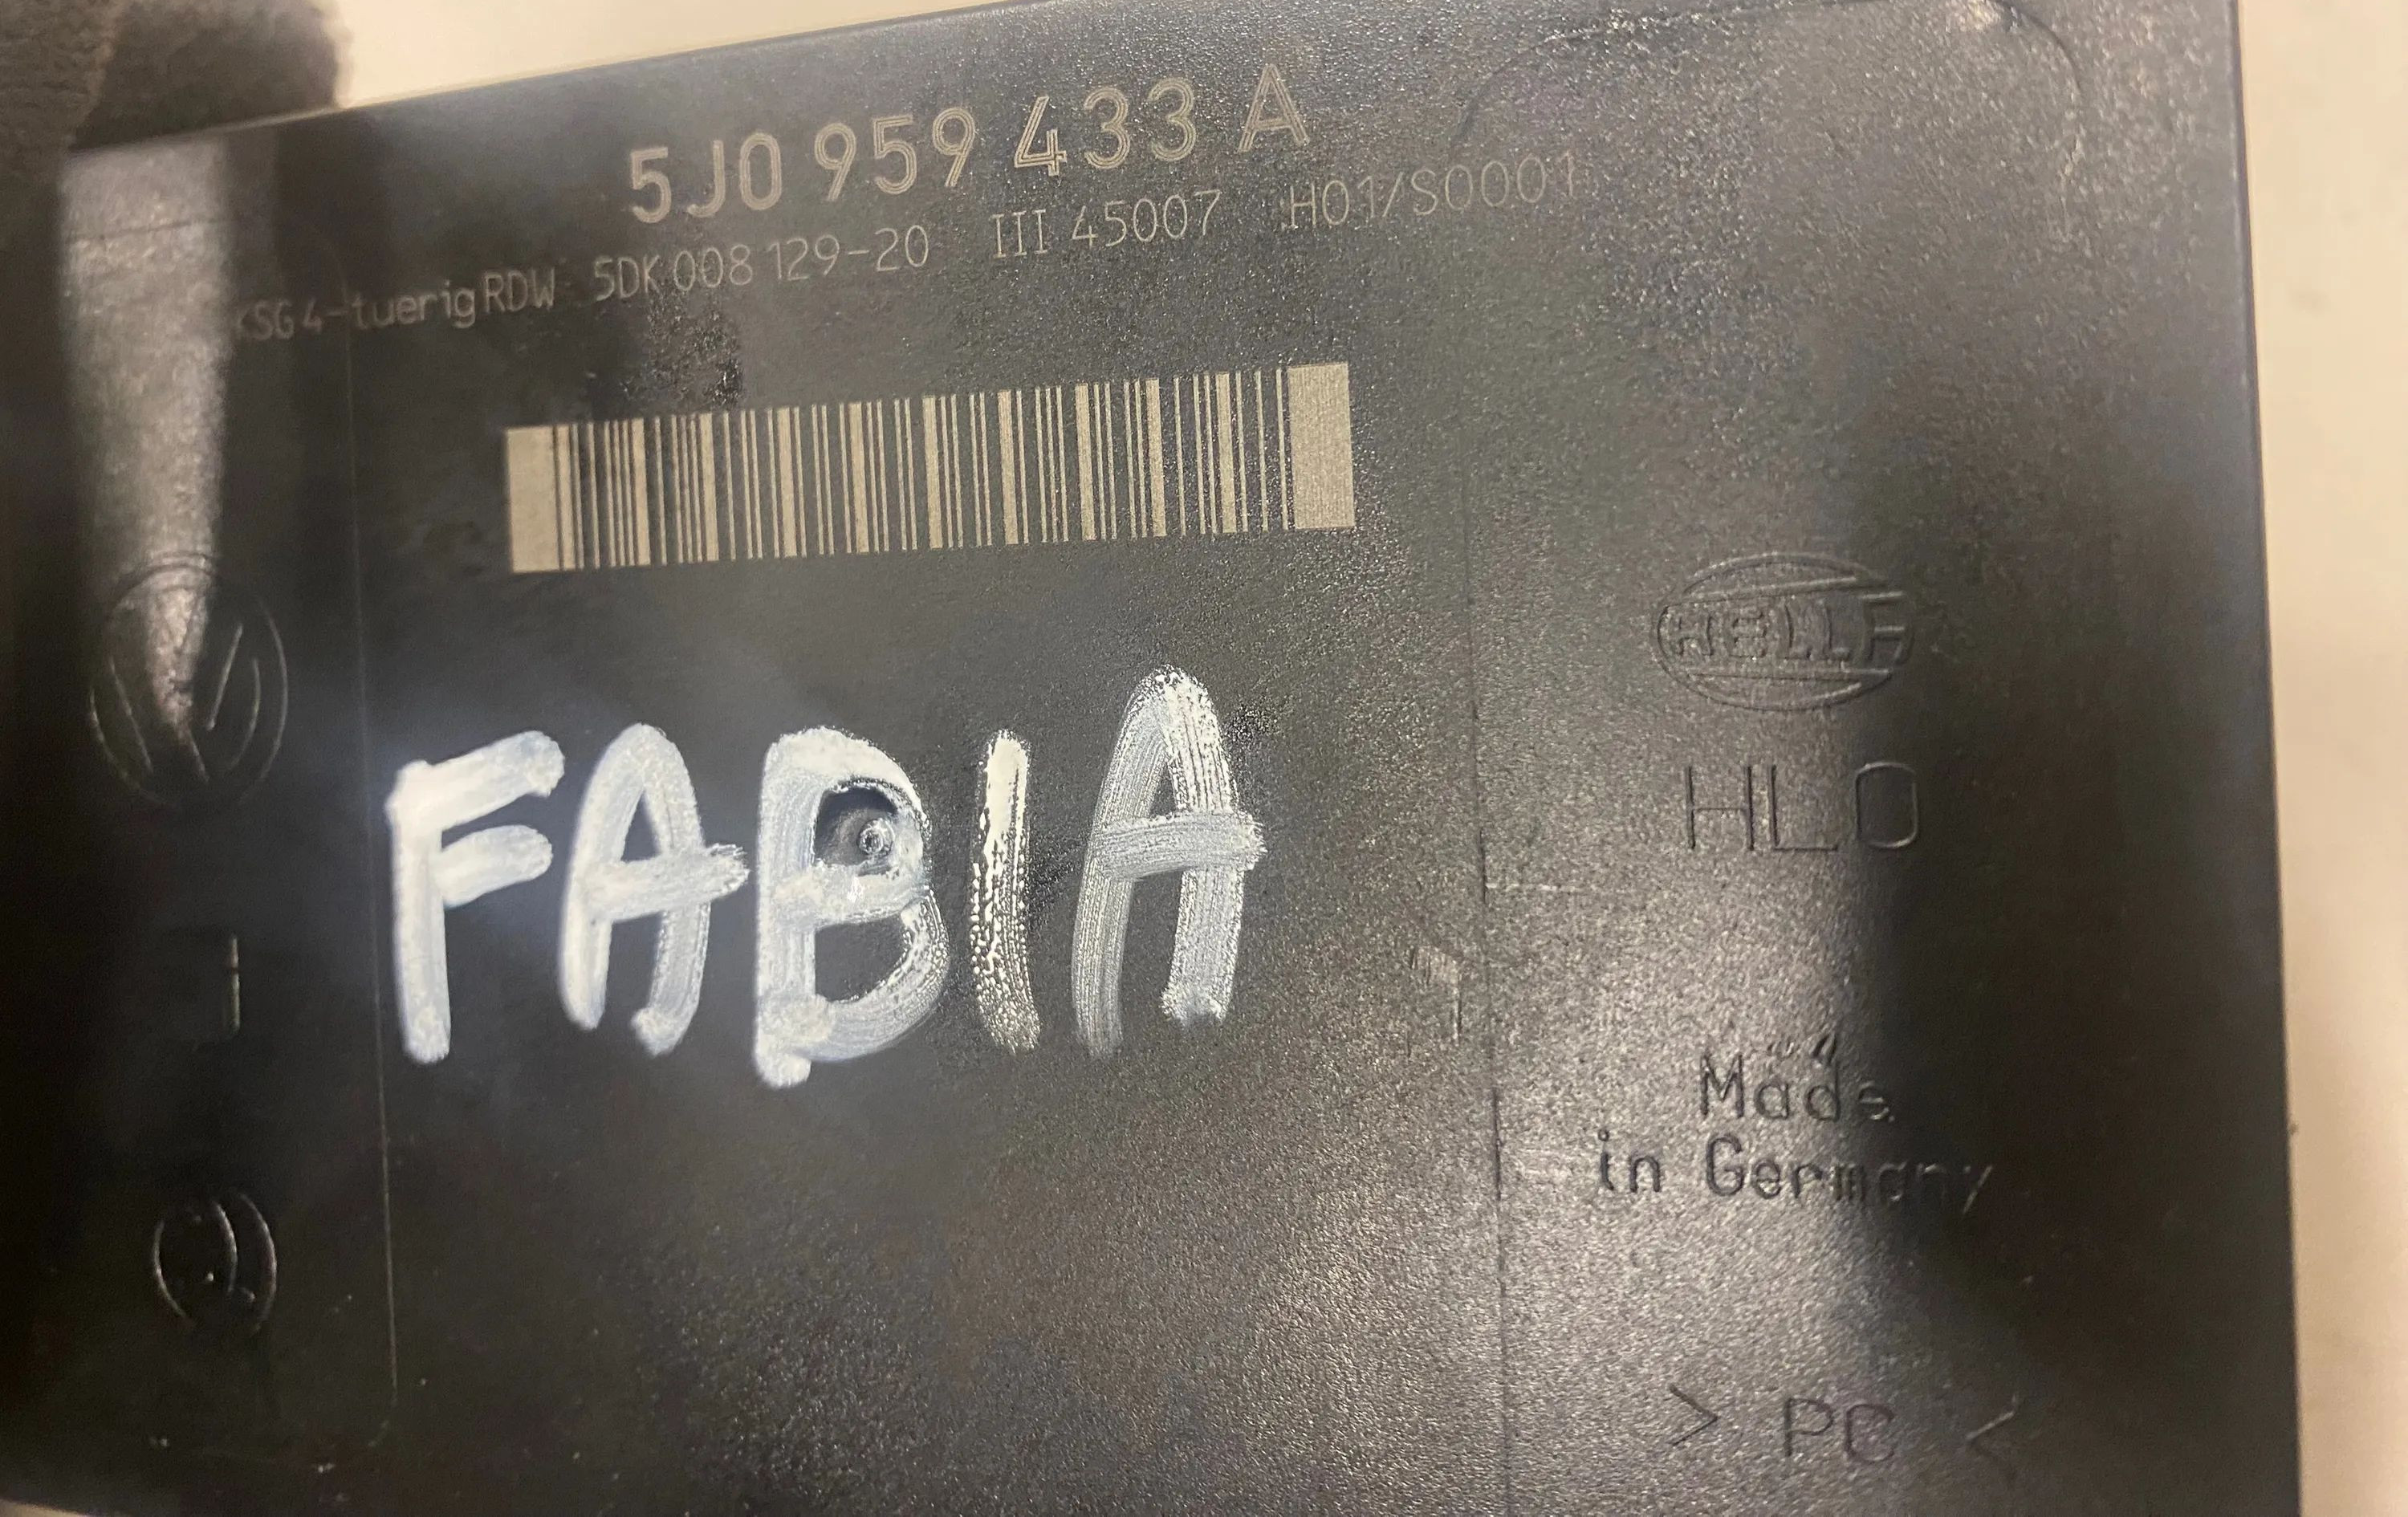 5J0 959 433 A
KSG 4-tuerig RDW 5DK 008 129-20 III 45007 H01/S0001
HELLA
FABIA
HLO
Made
in Germany
> PC <